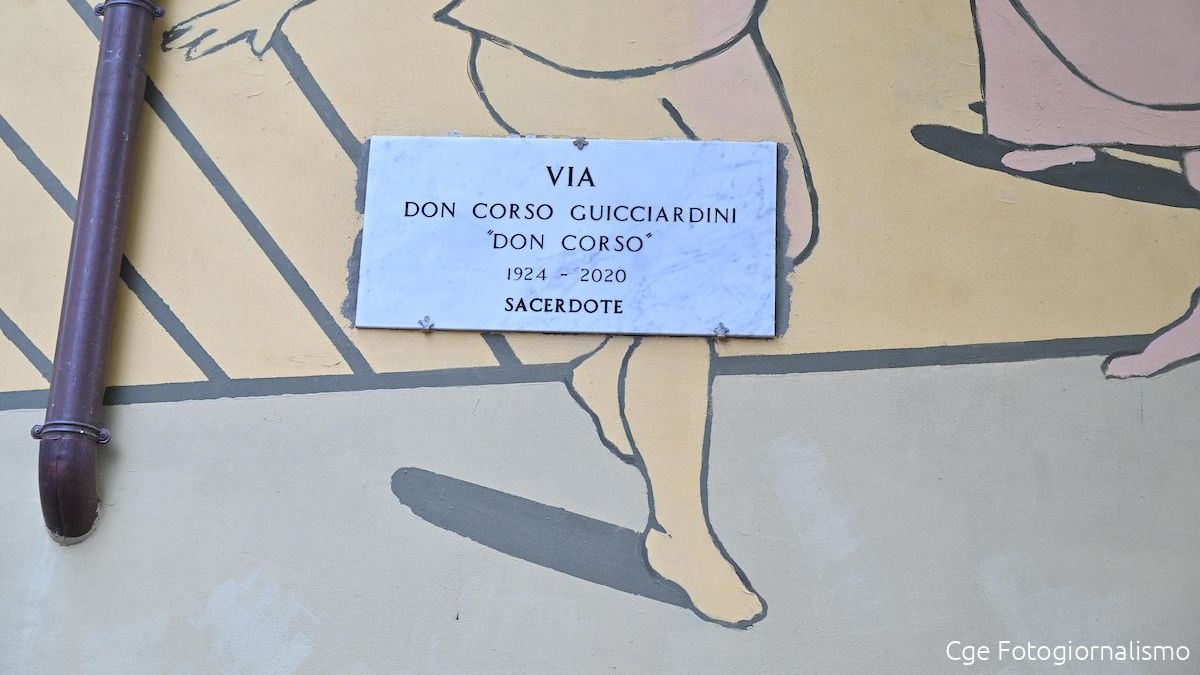 VIA
DON CORSO GUICCIARDINI
"DON CORSO"
1924 - 2020
SACERDOTE
Cge Fotogiornalismo